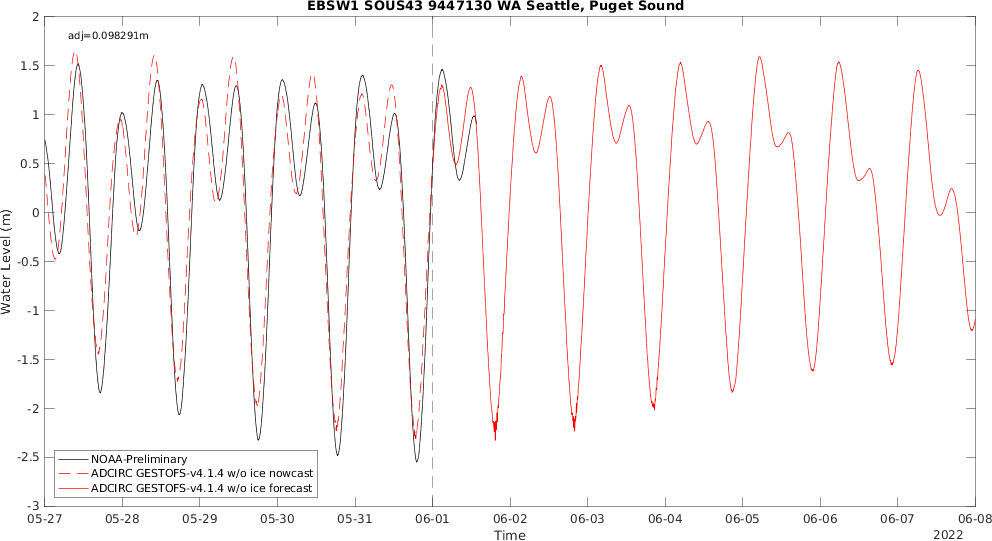 EBSW1 SOUS43 9447130 WA Seattle, Puget Sound
adj=0.098291m
2
1.5
1
0.5
0
-0.5
-1
-1.5
-2
-2.5
-3
Water Level (m)
NOAA-Preliminary
ADCIRC GESTOFS-v4.1.4 w/o ice nowcast
ADCIRC GESTOFS-v4.1.4 w/o ice forecast
05-27 05-28 05-29 05-30 05-31 06-01 06-02 06-03 06-04 06-05 06-06 06-07 06-08
Time
2022